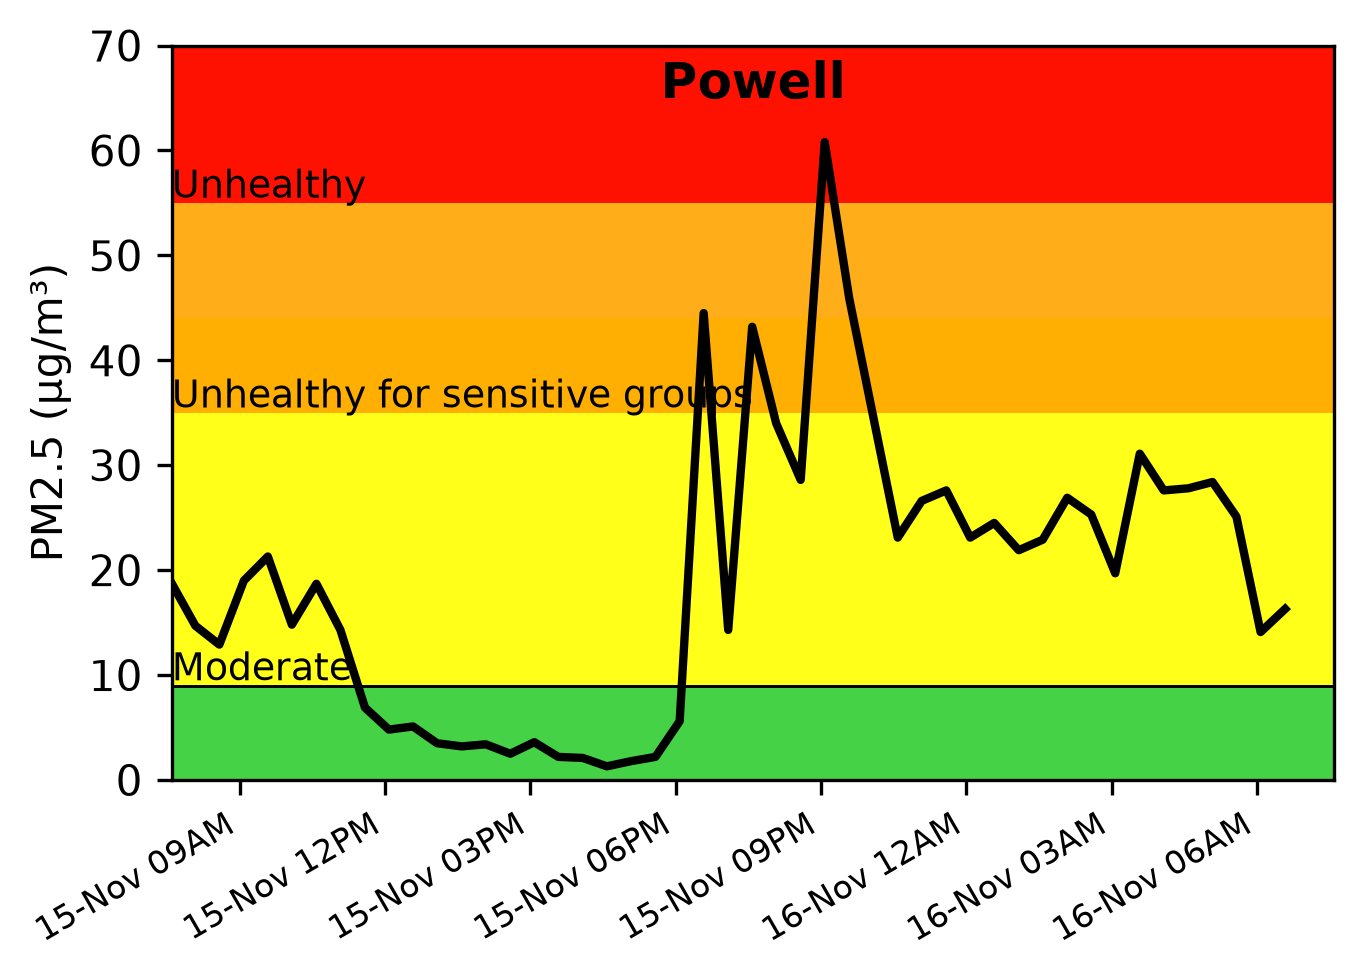 Powell
PM2.5 (µg/m³)
70
60
50
40
30
20
10
0
Unhealthy
Unhealthy for sensitive groups
Moderate
15-Nov 09AM
15-Nov 12PM
15-Nov 03PM
15-Nov 06PM
15-Nov 09PM
16-Nov 12AM
16-Nov 03AM
16-Nov 06AM